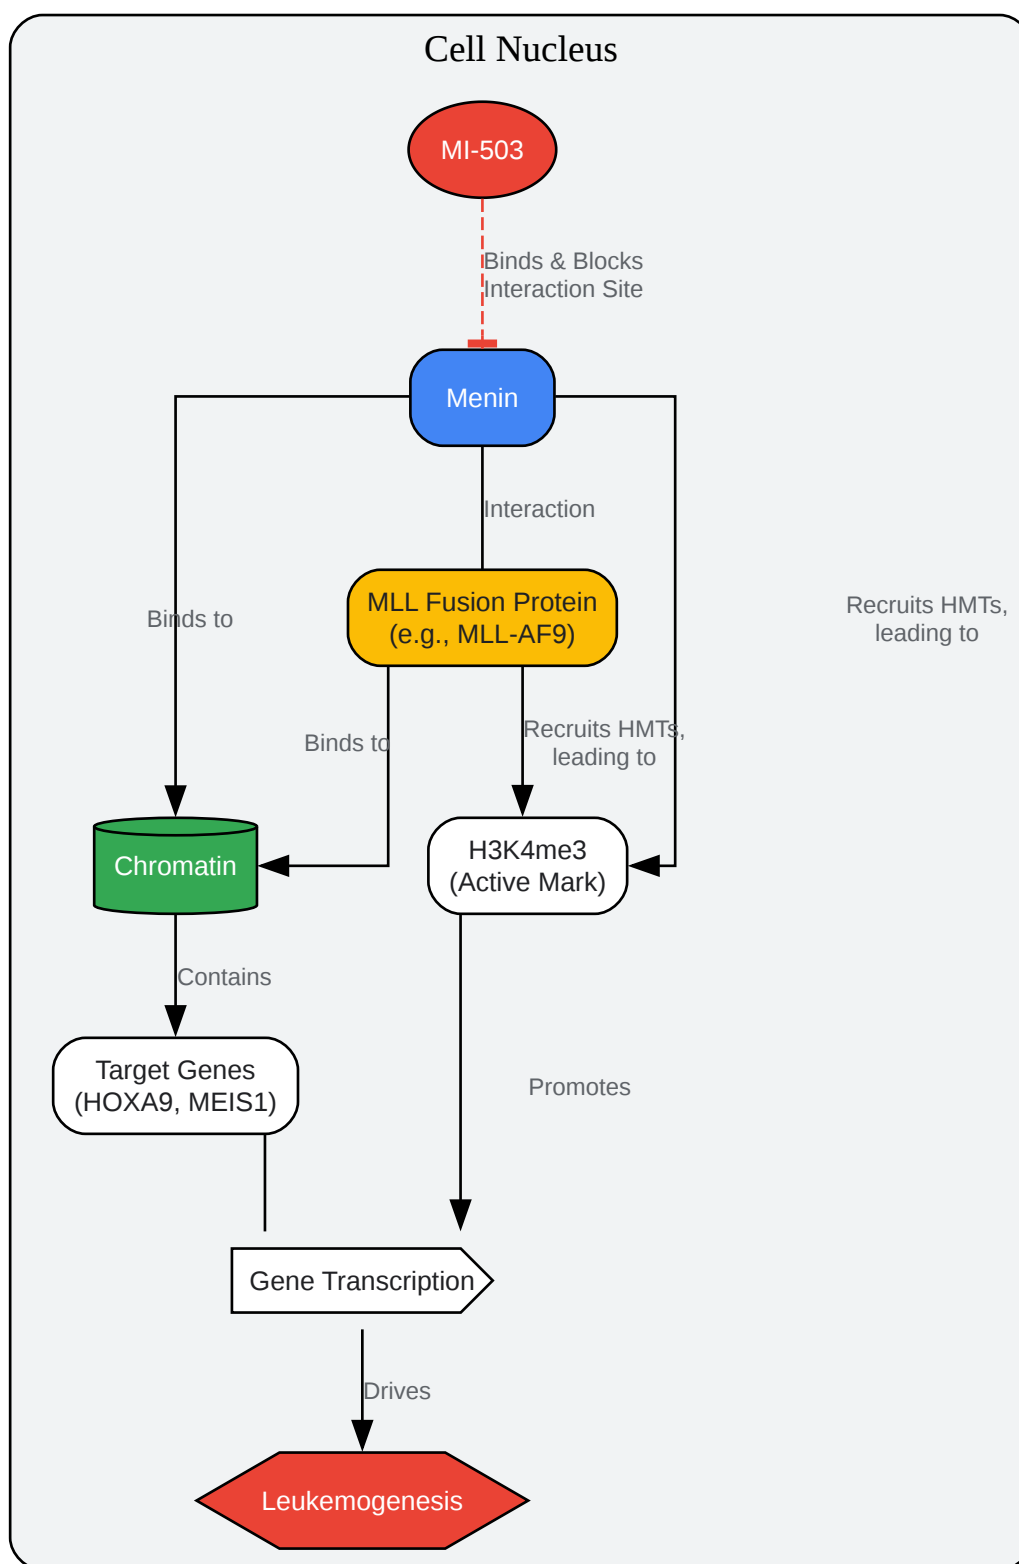 Cell Nucleus
MI-503
Binds & Blocks
Interaction Site
Menin
Interaction
Binds to
MLL Fusion Protein
(e.g., MLL-AF9)
Recruits HMTs,
leading to
Binds to
Recruits HMTs,
leading to
Chromatin
H3K4me3
(Active Mark)
Contains
Target Genes
(HOXA9, MEIS1)
Promotes
Gene Transcription
Drives
Leukemogenesis